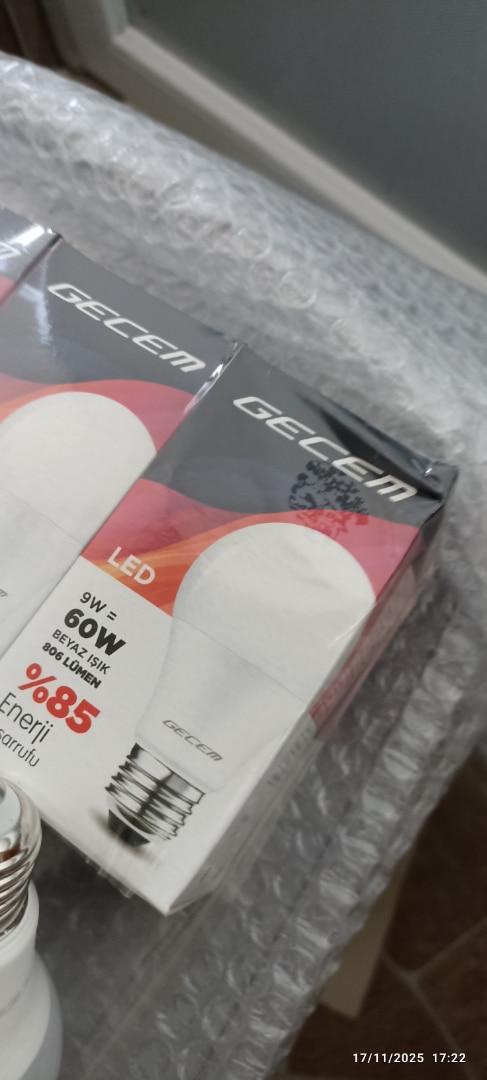 GECEM
GECEM
LED
9W =
60W
BEYAZ IŞIK
806 LÜMEN
%85
Enerji
GECEM
17/11/2025 17:22